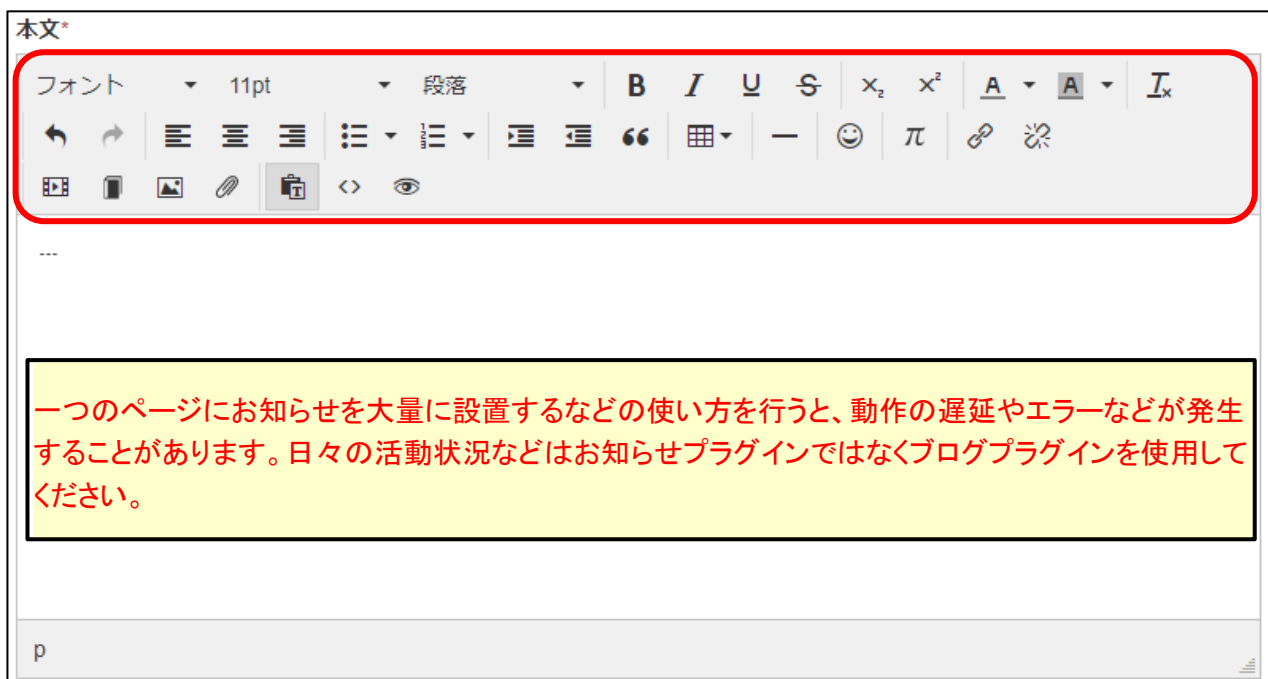 本文*
フォント 11pt 段落 B I U S x₂ x² A A Tx
π
T <>
---
一つのページにお知らせを大量に設置するなどの使い方を行うと、動作の遅延やエラーなどが発生
することがあります。日々の活動状況などはお知らせプラグインではなくブログプラグインを使用して
ください。
p